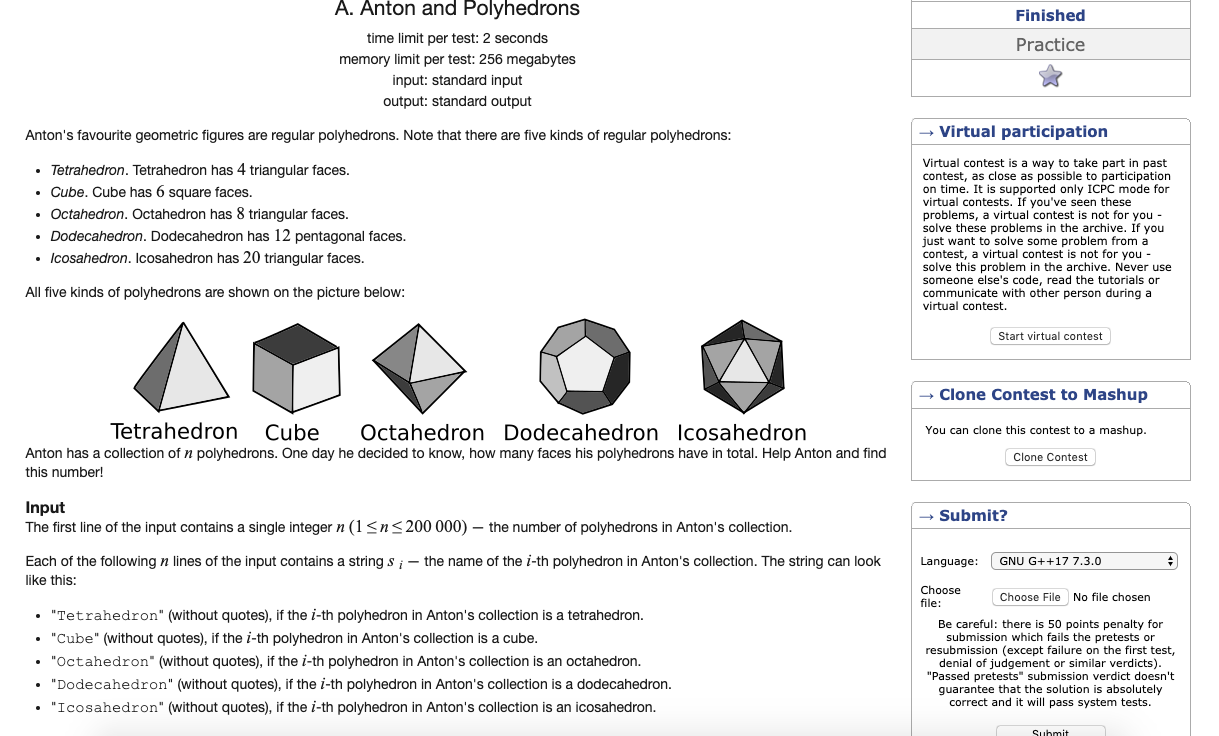 A. Anton and Polyhedrons
time limit per test: 2 seconds
memory limit per test: 256 megabytes
input: standard input
output: standard output
Anton's favourite geometric figures are regular polyhedrons. Note that there are five kinds of regular polyhedrons:
• Tetrahedron. Tetrahedron has 4 triangular faces.
• Cube. Cube has 6 square faces.
• Octahedron. Octahedron has 8 triangular faces.
• Dodecahedron. Dodecahedron has 12 pentagonal faces.
• Icosahedron. Icosahedron has 20 triangular faces.
All five kinds of polyhedrons are shown on the picture below:
Tetrahedron Cube Octahedron Dodecahedron Icosahedron
Anton has a collection of n polyhedrons. One day he decided to know, how many faces his polyhedrons have in total. Help Anton and find
this number!
Input
The first line of the input contains a single integer n (1 ≤ n ≤ 200 000) — the number of polyhedrons in Anton's collection.
Each of the following n lines of the input contains a string s i — the name of the i-th polyhedron in Anton's collection. The string can look
like this:
• "Tetrahedron" (without quotes), if the i-th polyhedron in Anton's collection is a tetrahedron.
• "Cube" (without quotes), if the i-th polyhedron in Anton's collection is a cube.
• "Octahedron" (without quotes), if the i-th polyhedron in Anton's collection is an octahedron.
• "Dodecahedron" (without quotes), if the i-th polyhedron in Anton's collection is a dodecahedron.
• "Icosahedron" (without quotes), if the i-th polyhedron in Anton's collection is an icosahedron.
Finished
Practice
→ Virtual participation
Virtual contest is a way to take part in past
contest, as close as possible to participation
on time. It is supported only ICPC mode for
virtual contests. If you've seen these
problems, a virtual contest is not for you -
solve these problems in the archive. If you
just want to solve some problem from a
contest, a virtual contest is not for you -
solve this problem in the archive. Never use
someone else's code, read the tutorials or
communicate with other person during a
virtual contest.
Start virtual contest
→ Clone Contest to Mashup
You can clone this contest to a mashup.
Clone Contest
→ Submit?
Language: GNU G++17 7.3.0
Choose
file: Choose File No file chosen
Be careful: there is 50 points penalty for
submission which fails the pretests or
resubmission (except failure on the first test,
denial of judgement or similar verdicts).
"Passed pretests" submission verdict doesn't
guarantee that the solution is absolutely
correct and it will pass system tests.
Submit